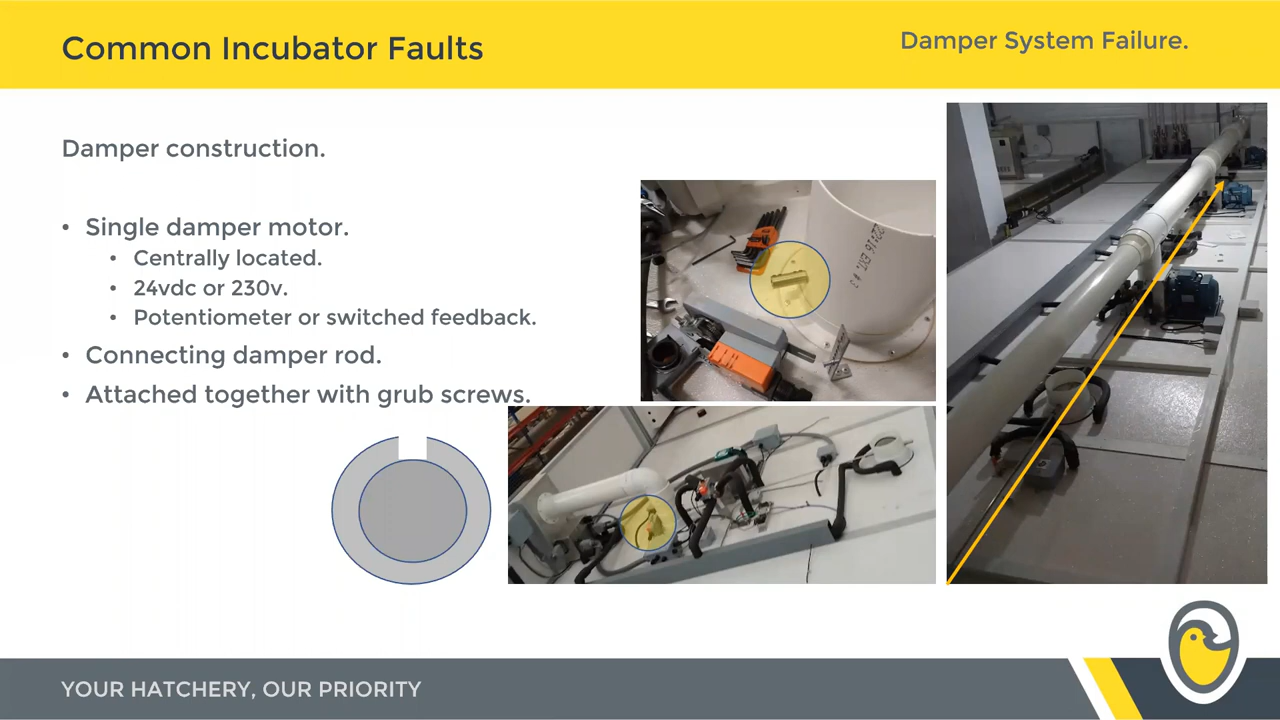 Common Incubator Faults
Damper System Failure.
Damper construction.
• Single damper motor.
• Centrally located.
• 24vdc or 230v.
• Potentiometer or switched feedback.
• Connecting damper rod.
• Attached together with grub screws.
YOUR HATCHERY, OUR PRIORITY